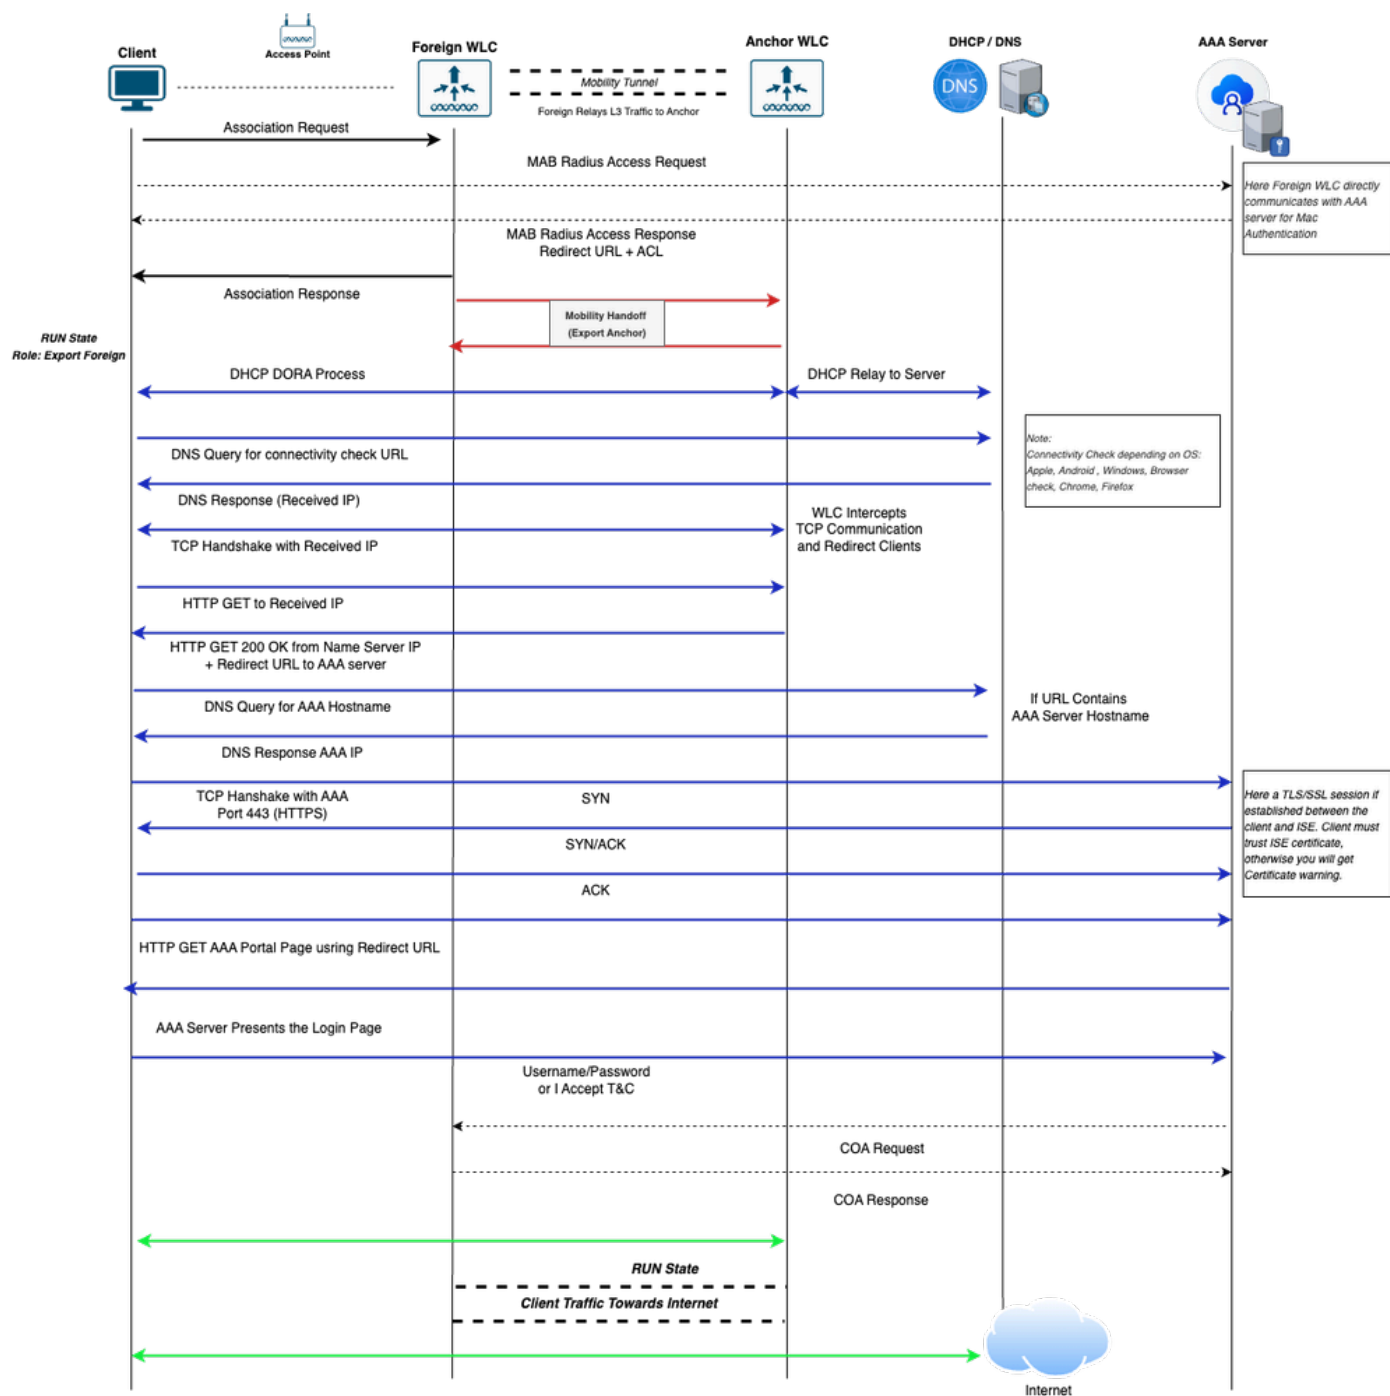 Client
Access Point
Foreign WLC
Anchor WLC
DHCP / DNS
AAA Server
Mobility Tunnel
DNS
Foreign Relays L3 Traffic to Anchor
Association Request
MAB Radius Access Request
Here Foreign WLC directly
communicates with AAA
server for Mac
Authentication
MAB Radius Access Response
Redirect URL + ACL
Association Response
Mobility Handoff
(Export Anchor)
RUN State
Role: Export Foreign
DHCP DORA Process
DHCP Relay to Server
Note:
Connectivity Check depending on OS:
Apple, Android , Windows, Browser
check, Chrome, Firefox
DNS Query for connectivity check URL
DNS Response (Received IP)
WLC Intercepts
TCP Communication
and Redirect Clients
TCP Handshake with Received IP
HTTP GET to Received IP
HTTP GET 200 OK from Name Server IP
+ Redirect URL to AAA server
If URL Contains
AAA Server Hostname
DNS Query for AAA Hostname
DNS Response AAA IP
TCP Hanshake with AAA
Port 443 (HTTPS)
SYN
Here a TLS/SSL session if
established between the
client and ISE. Client must
trust ISE certificate,
otherwise you will get
Certificate warning.
SYN/ACK
ACK
HTTP GET AAA Portal Page usring Redirect URL
AAA Server Presents the Login Page
Username/Password
or I Accept T&C
COA Request
COA Response
RUN State
Client Traffic Towards Internet
Internet